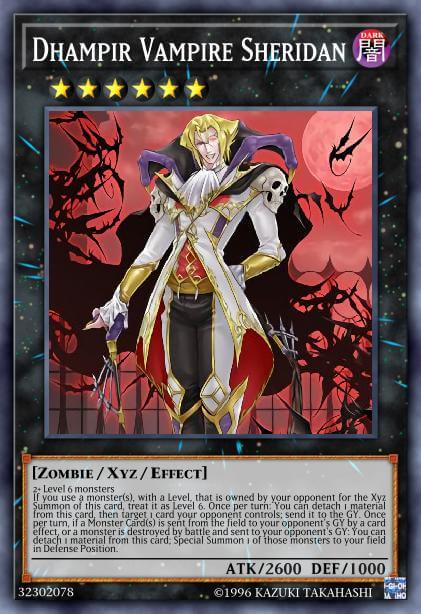 DHAMPIR VAMPIRE SHERIDAN
DARK
闇
[ZOMBIE / XYZ / EFFECT]
2+ Level 6 monsters
If you use a monster(s), with a Level, that is owned by your opponent for the Xyz
Summon of this card, treat it as Level 6. Once per turn: You can detach 1 material
from this card, then target 1 card your opponent controls; send it to the GY. Once
per turn, if a Monster Card(s) is sent from the field to your opponent's GY by a card
effect, or a monster is destroyed by battle and sent to your opponent's GY: You can
detach 1 material from this card; Special Summon 1 of those monsters to your field
in Defense Position.
ATK/2600 DEF/1000
32302078
©1996 KAZUKI TAKAHASHI